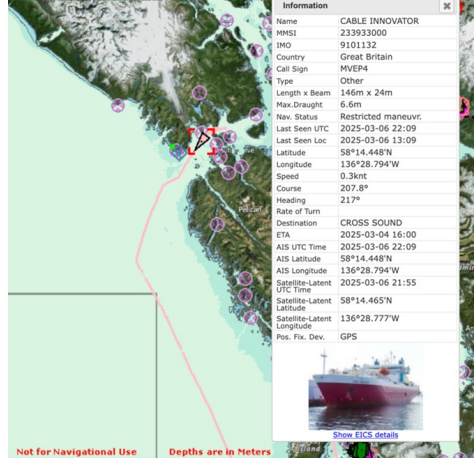 Information
Name CABLE INNOVATOR
MMSI 233933000
IMO 9101132
Country Great Britain
Call Sign MVEP4
Type Other
Length x Beam 146m x 24m
Max.Draught 6.6m
Nav. Status Restricted maneuvr.
Last Seen UTC 2025-03-06 22:09
Last Seen Loc 2025-03-06 13:09
Latitude 58°14.448'N
Longitude 136°28.794'W
Speed 0.3knt
Course 207.8°
Heading 217°
Rate of Turn
Destination CROSS SOUND
ETA 2025-03-04 16:00
AIS UTC Time 2025-03-06 22:09
AIS Latitude 58°14.448'N
AIS Longitude 136°28.794'W
Satellite-Latent
UTC Time 2025-03-06 21:55
Satellite-Latent
Latitude 58°14.465'N
Satellite-Latent
Longitude 136°28.777'W
Pos. Fix. Dev. GPS
Show EICS details
Pelican
Not for Navigational Use Depths are in Meters
Island